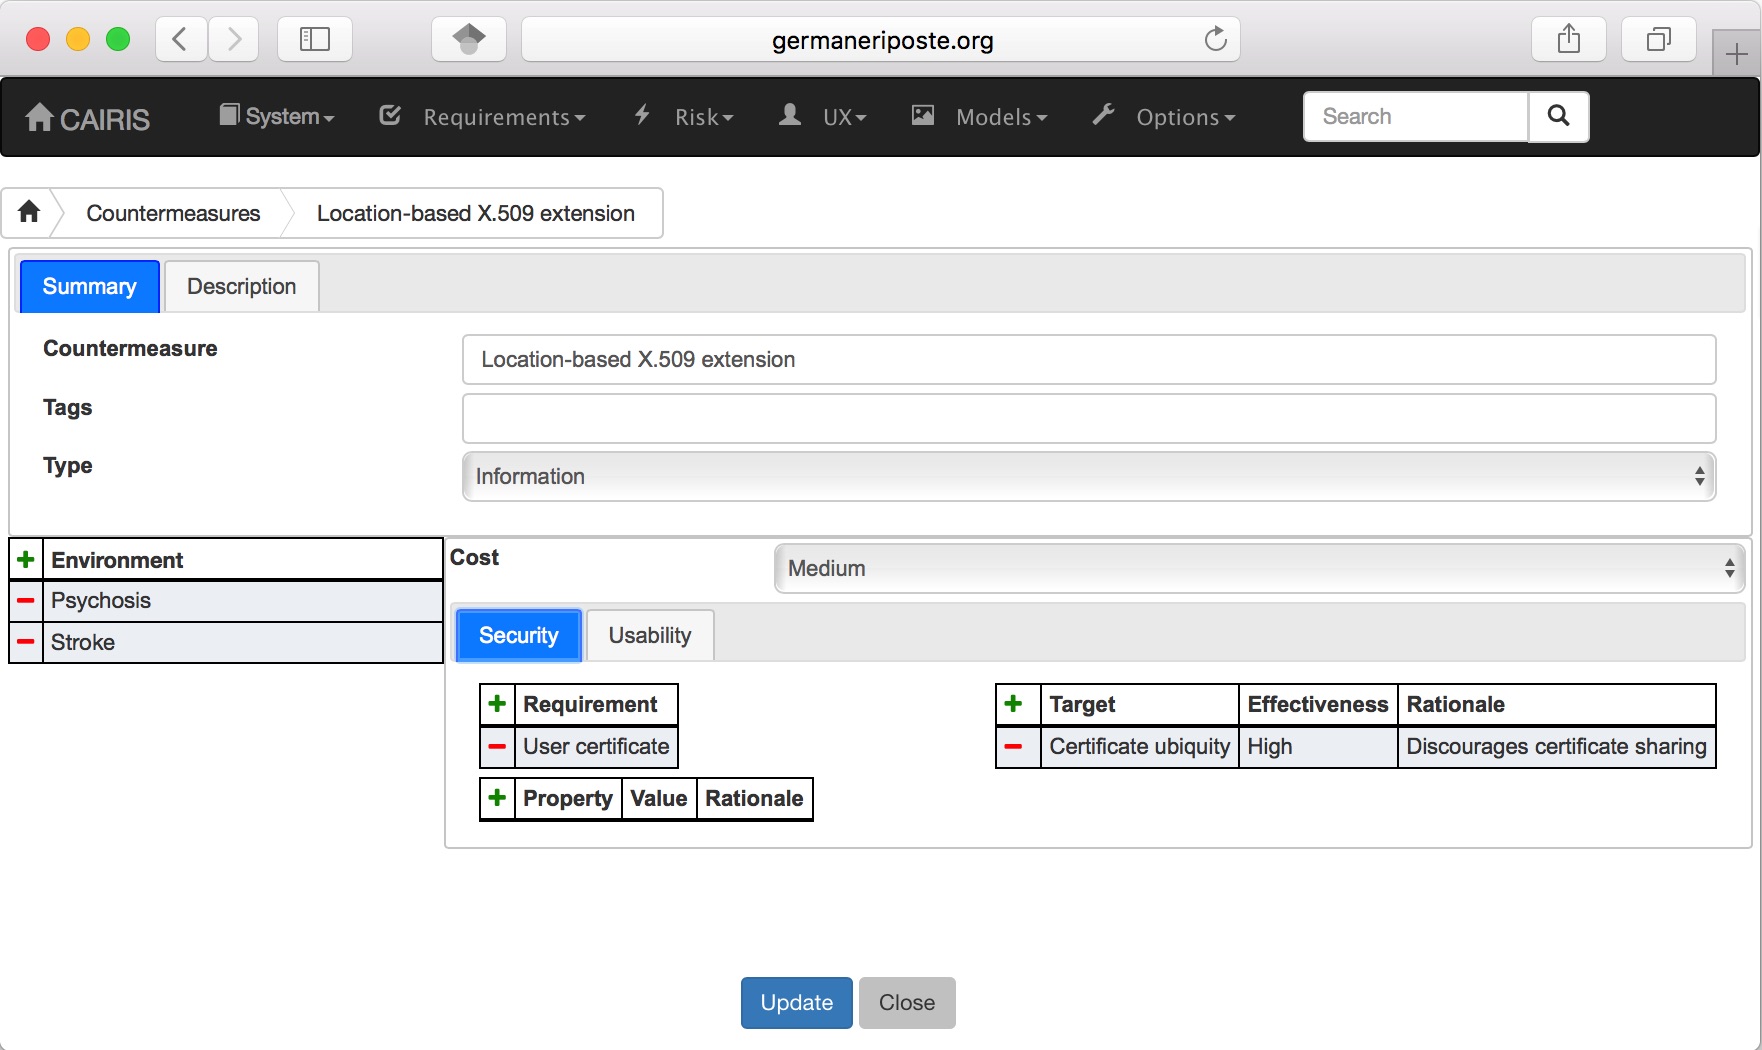 germaneriposte.org
CAIRIS System Requirements Risk UX Models Options Search
Countermeasures Location-based X.509 extension
Summary Description
Countermeasure Location-based X.509 extension
Tags
Type Information
Environment
Psychosis
Stroke
Cost Medium
Security Usability
Requirement
User certificate
Property Value Rationale
Target Effectiveness Rationale
Certificate ubiquity High Discourages certificate sharing
Update Close